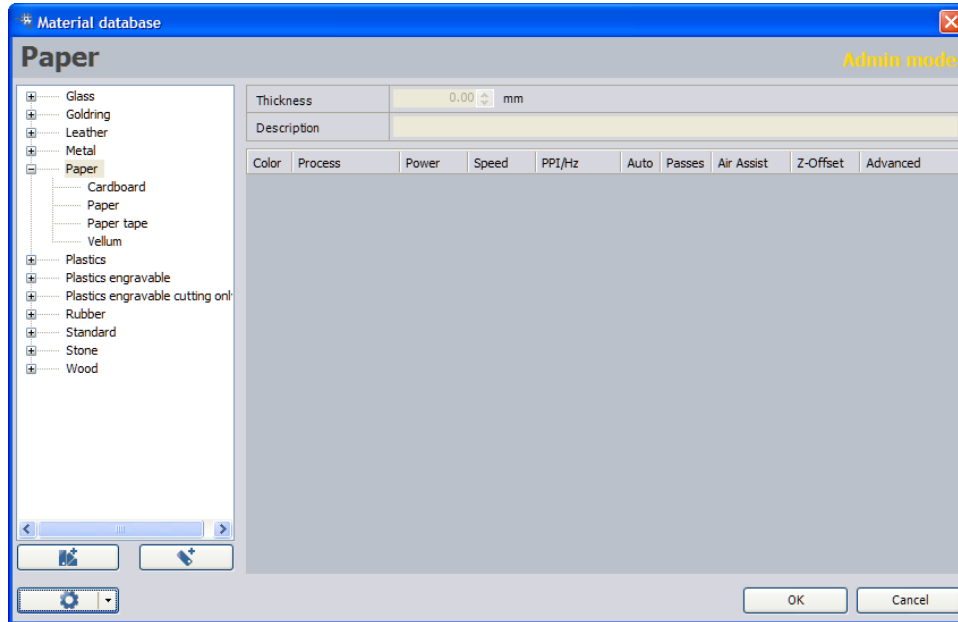 Material database
Paper
Admin mode
Glass
Goldring
Leather
Metal
Paper
Cardboard
Paper
Paper tape
Vellum
Plastics
Plastics engravable
Plastics engravable cutting onl
Rubber
Standard
Stone
Wood
Thickness 0.00 mm
Description
Color Process Power Speed PPI/Hz Auto Passes Air Assist Z-Offset Advanced
OK Cancel